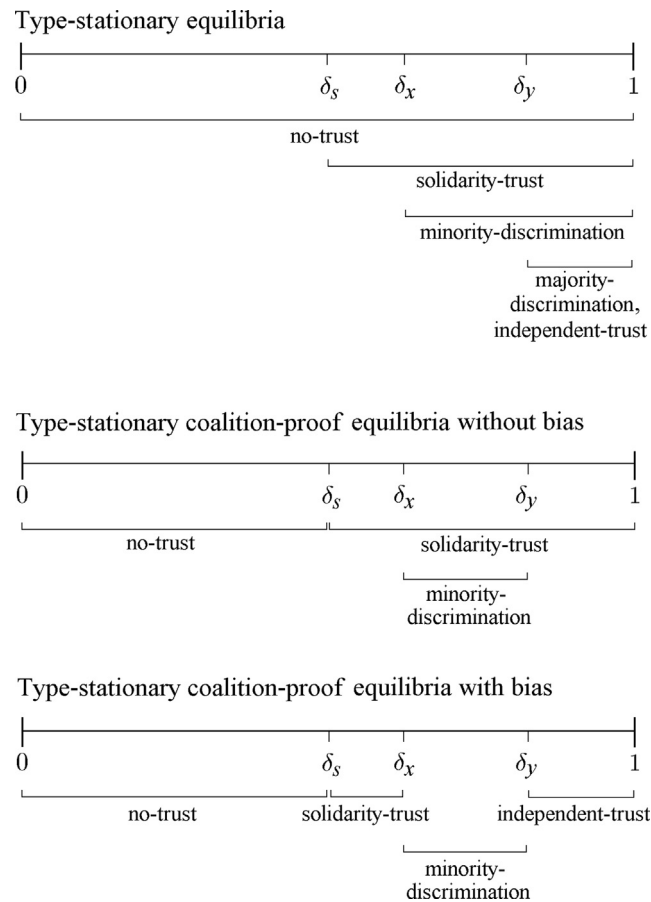 Type-stationary equilibria
0 δs δx δy 1
no-trust
solidarity-trust
minority-discrimination
majority-
discrimination,
independent-trust
Type-stationary coalition-proof equilibria without bias
0 δs δx δy 1
no-trust solidarity-trust
minority-
discrimination
Type-stationary coalition-proof equilibria with bias
0 δs δx δy 1
no-trust solidarity-trust independent-trust
minority-
discrimination